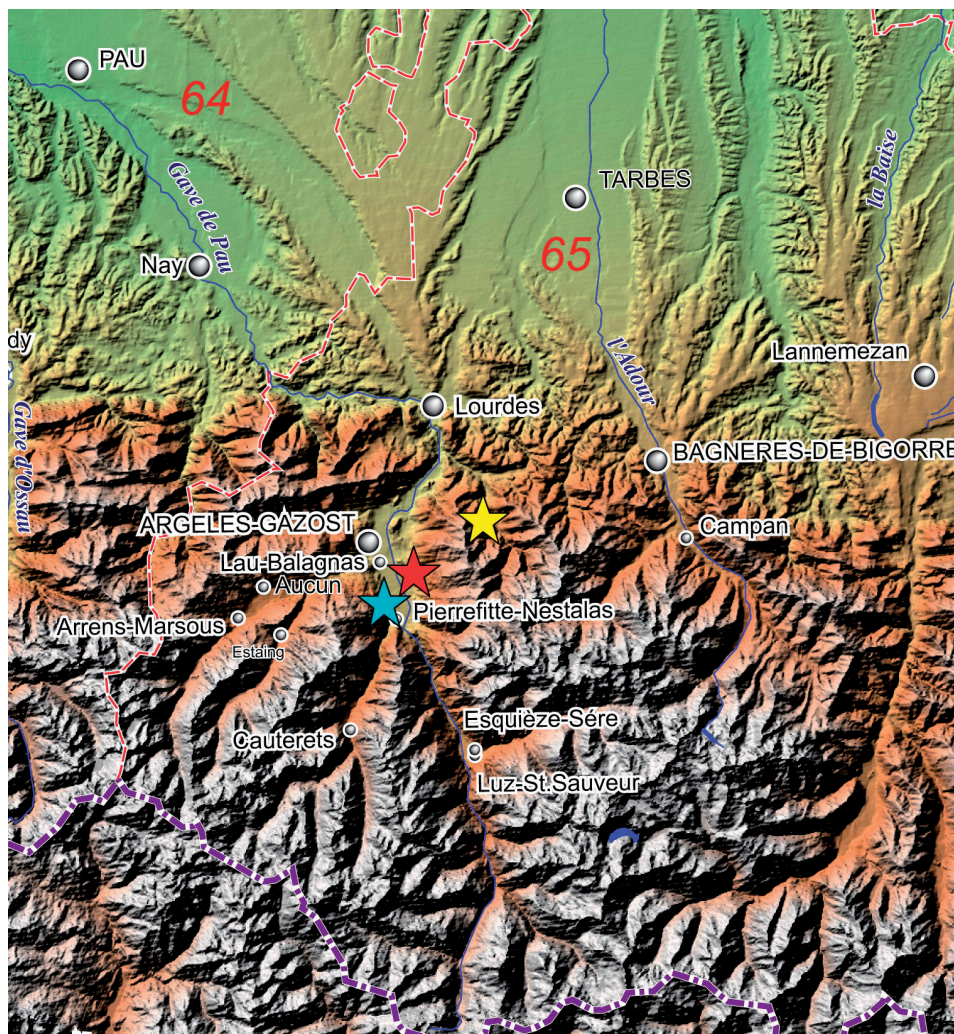 PAU
64
Gave de Pau
la Baise
TARBES
65
Nay
dy
l'Adour
Lannemezan
Lourdes
Gave d'Ossau
BAGNERES-DE-BIGORRE
ARGELES-GAZOST
Campan
Lau-Balagnas
Aucun
Pierrefitte-Nestalas
Arrens-Marsous
Estaing
Esquièze-Sére
Cauterets
Luz-St.Sauveur